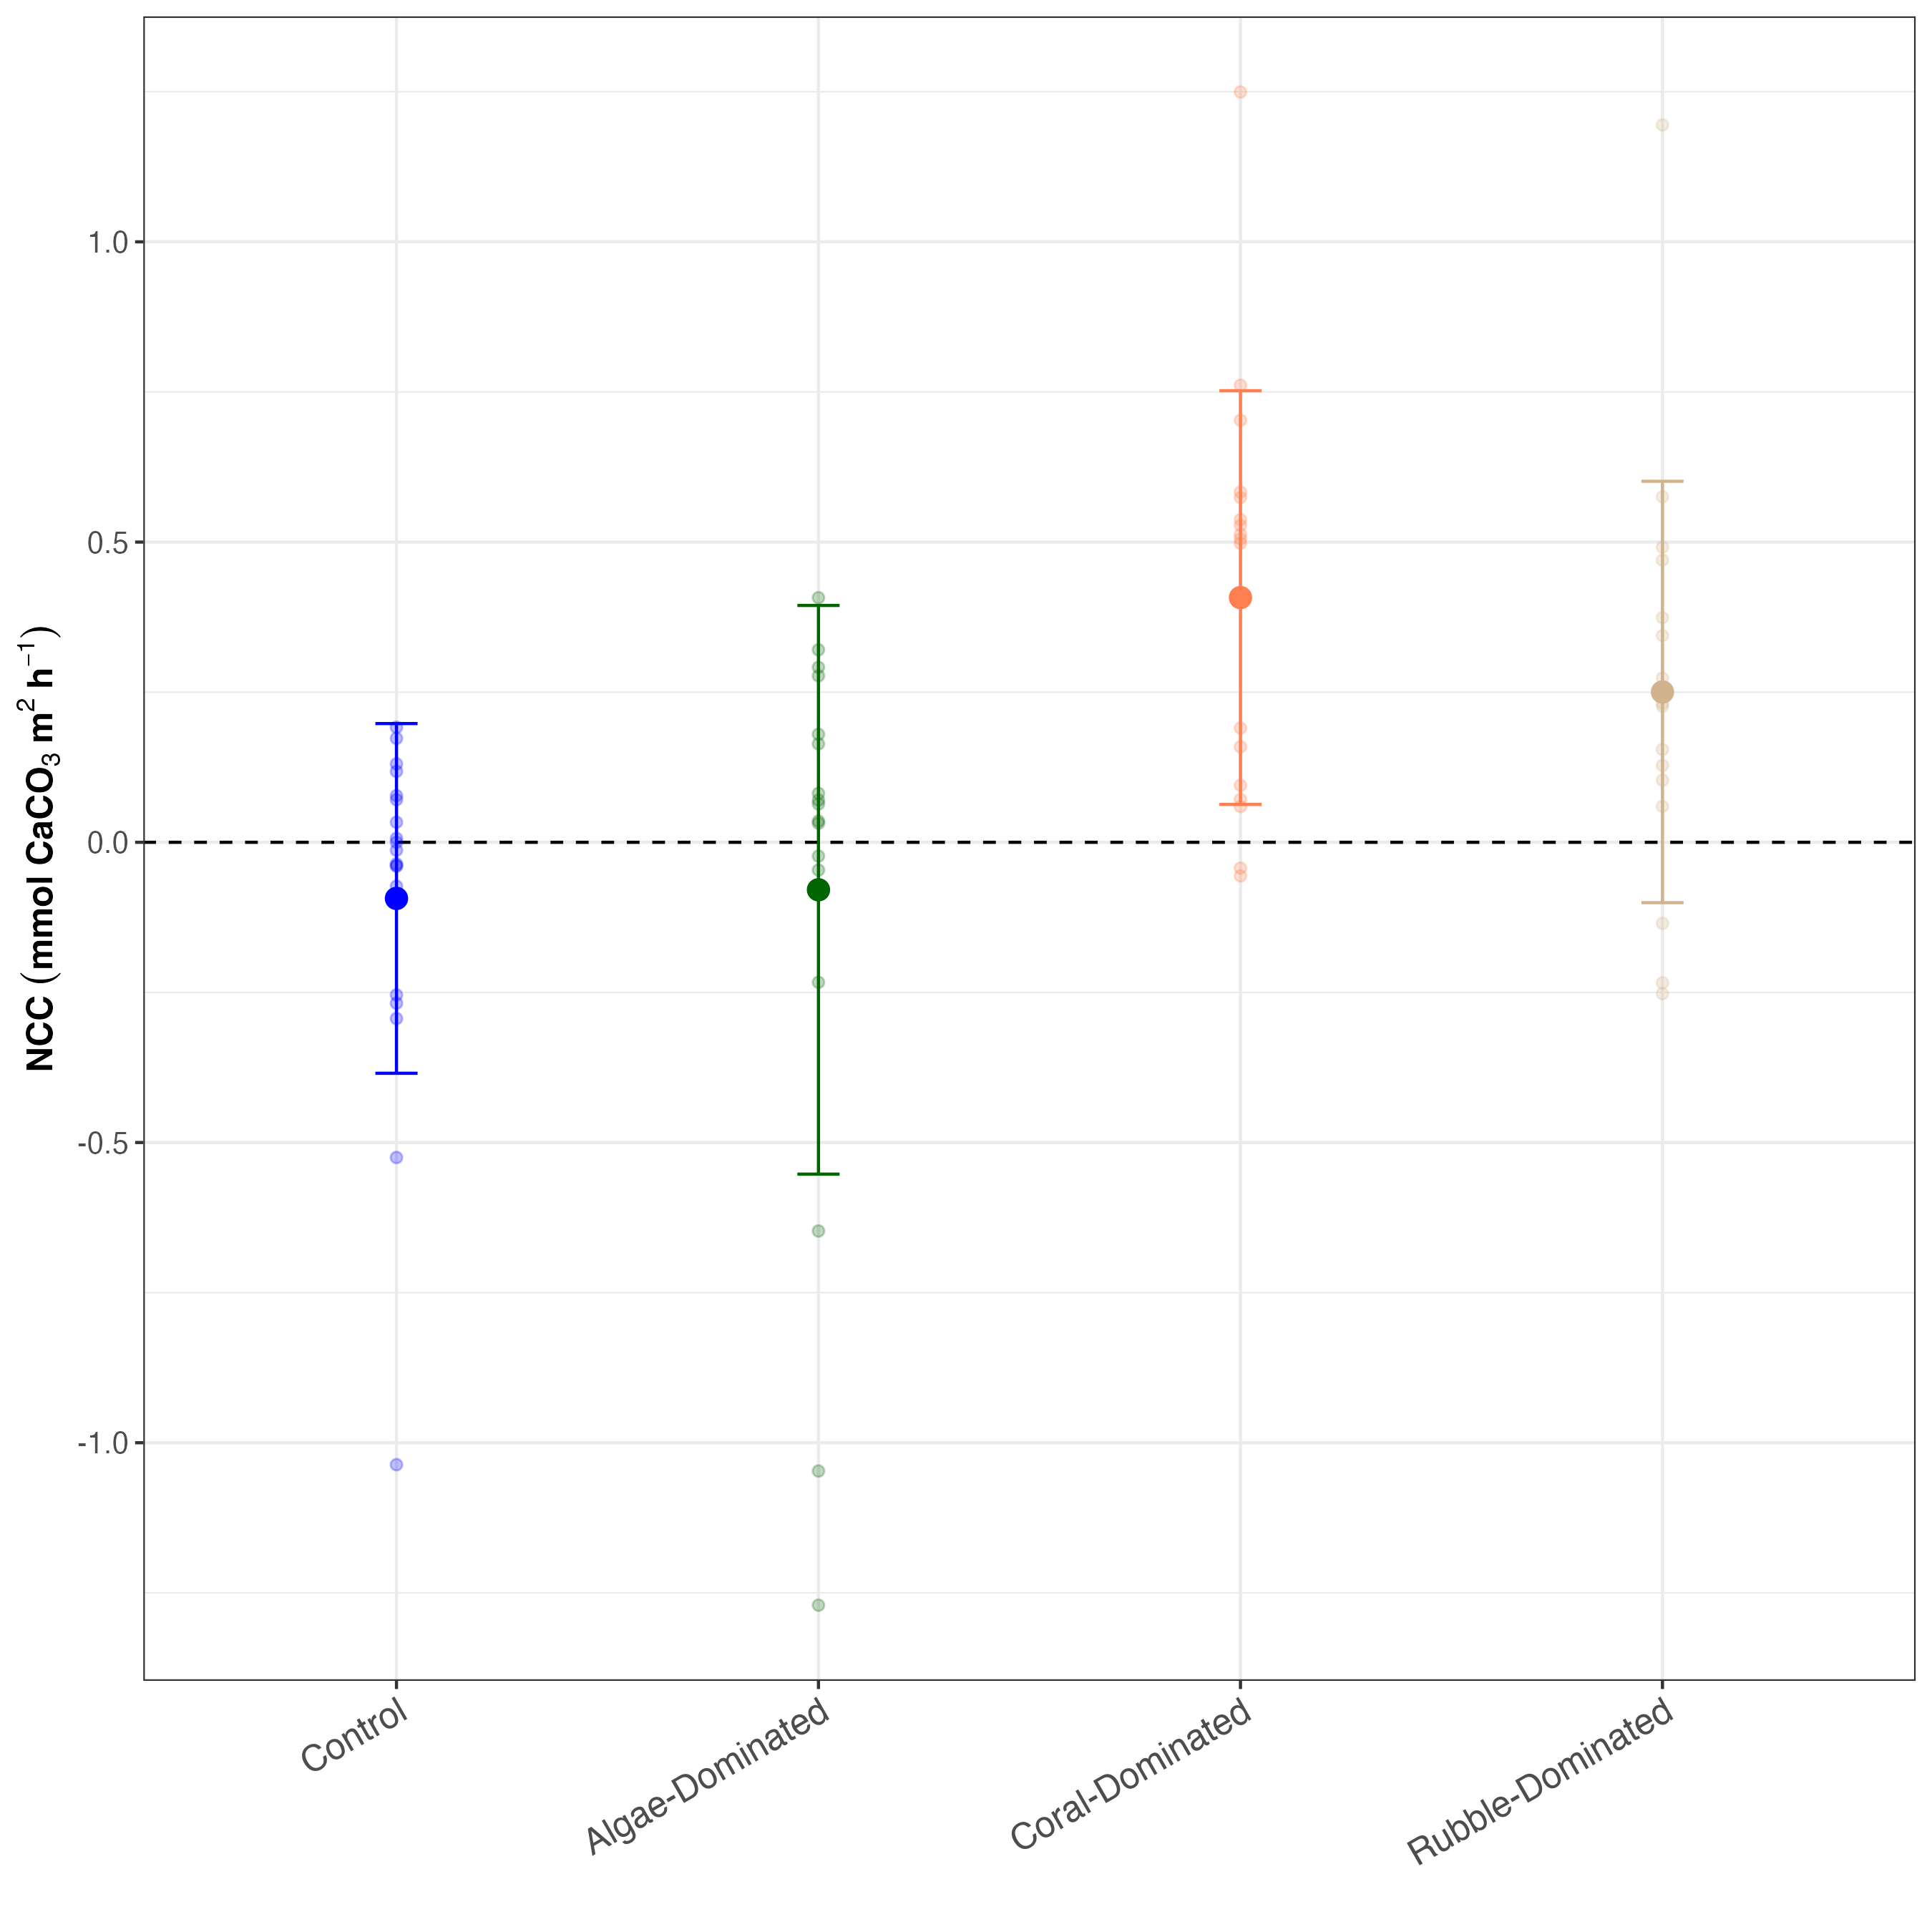 NCC (mmol CaCO₃ m² h⁻¹)
1.0
0.5
0.0
-0.5
-1.0
Control
Algae-Dominated
Coral-Dominated
Rubble-Dominated